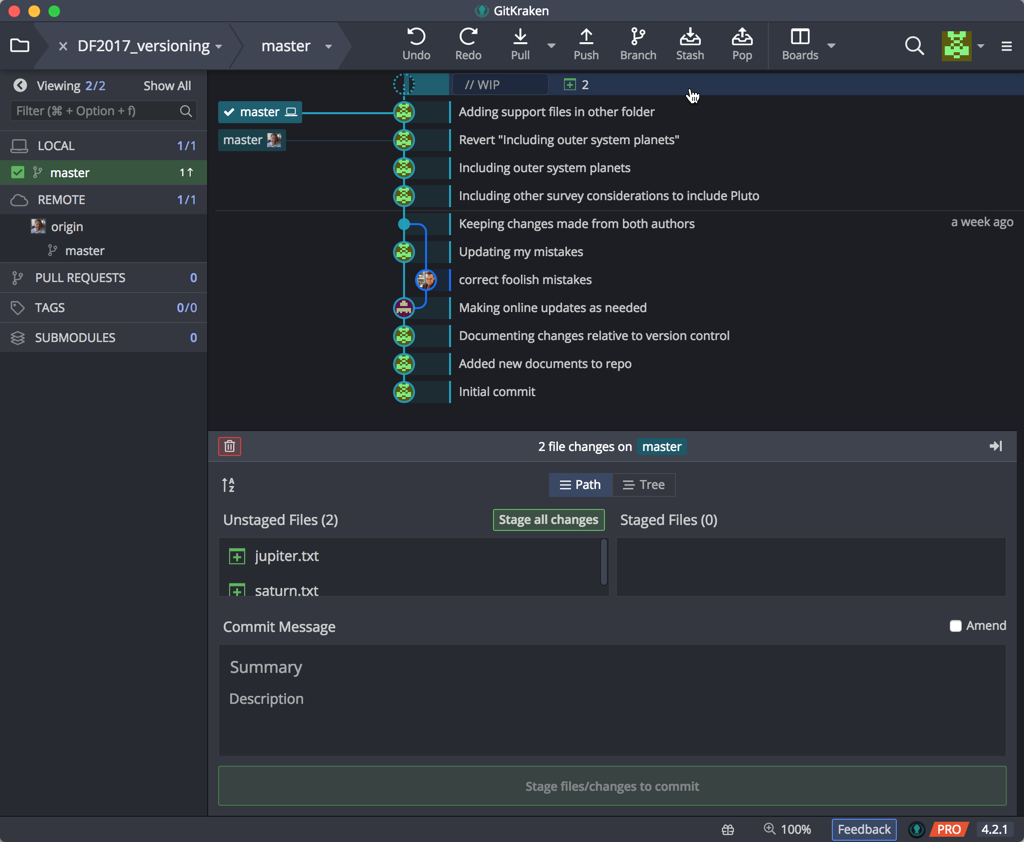 GitKraken
DF2017_versioning
master
Undo
Redo
Pull
Push
Branch
Stash
Pop
Boards
Viewing 2/2
Show All
Filter (⌘ + Option + f)
LOCAL 1/1
master 1↑
REMOTE 1/1
origin
master
PULL REQUESTS 0
TAGS 0/0
SUBMODULES 0
// WIP 2
master Adding support files in other folder
master Revert "Including outer system planets"
Including outer system planets
Including other survey considerations to include Pluto
Keeping changes made from both authors a week ago
Updating my mistakes
correct foolish mistakes
Making online updates as needed
Documenting changes relative to version control
Added new documents to repo
Initial commit
2 file changes on master
Path
Tree
Unstaged Files (2)
Stage all changes
Staged Files (0)
jupiter.txt
saturn.txt
Commit Message
Amend
Summary
Description
Stage files/changes to commit
100%
Feedback
PRO
4.2.1